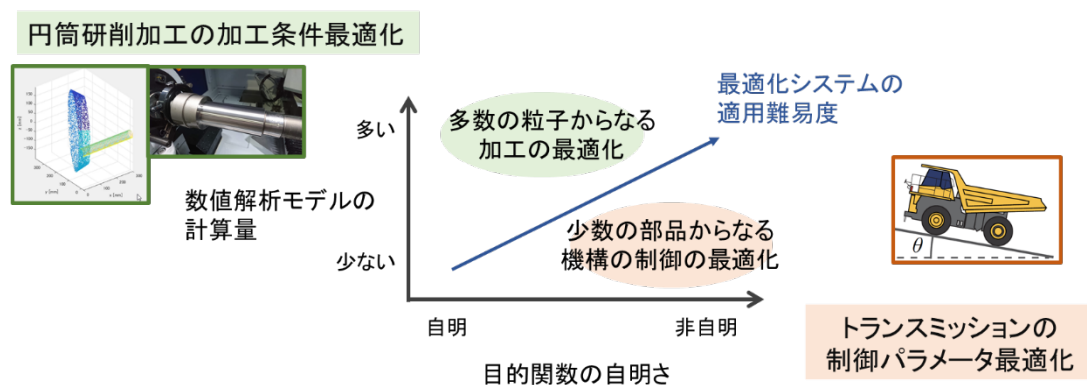 円筒研削加工の加工条件最適化
最適化システムの
適用難易度
多い
多数の粒子からなる
加工の最適化
数値解析モデルの
計算量
少ない
少数の部品からなる
機構の制御の最適化
θ
自明
非自明
目的関数の自明さ
トランスミッションの
制御パラメータ最適化